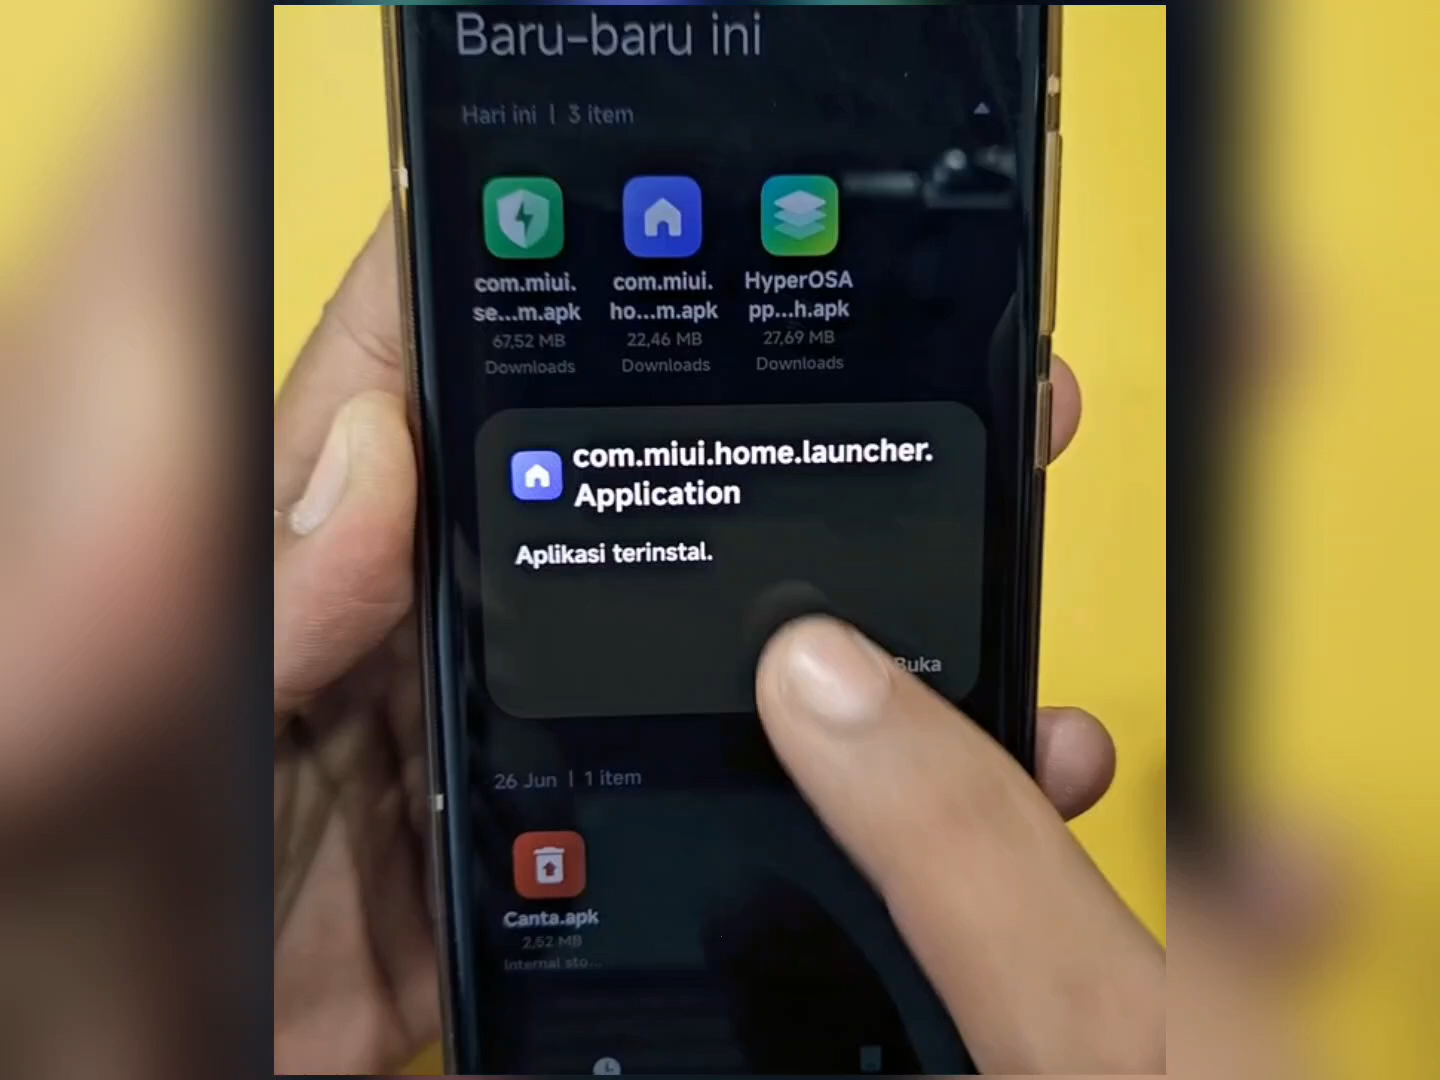 Baru-baru ini
Hari ini | 3 item
com.miui.
se...m.apk
67,52 MB
Downloads
com.miui.
ho...m.apk
22,46 MB
Downloads
HyperOSA
pp...h.apk
27,69 MB
Downloads
com.miui.home.launcher.
Application
Aplikasi terinstal.
Buka
26 Jun | 1 item
Canta.apk
2,62 MB
Internal sto...